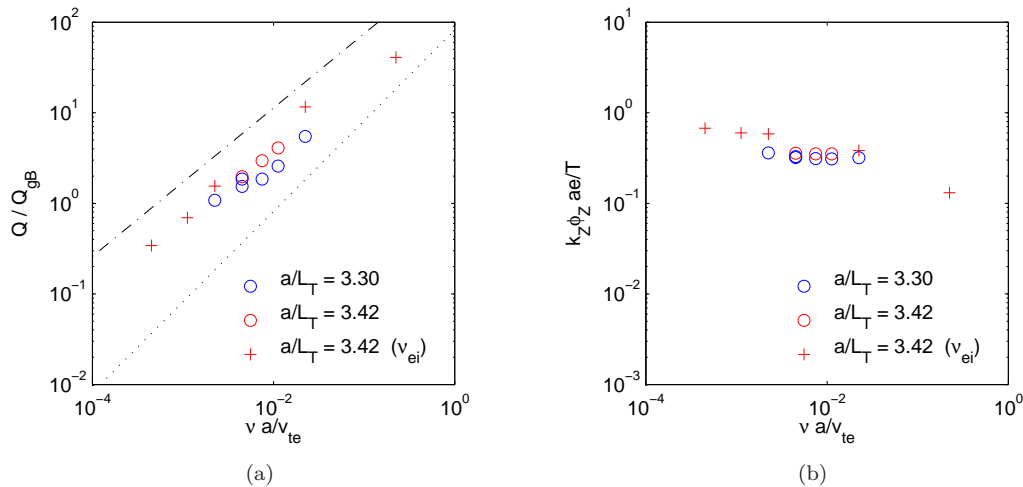 10^2
10^1
10^0
10^-1
10^-2
Q / Q_gB
a/L_T = 3.30
a/L_T = 3.42
a/L_T = 3.42 (ν_ei)
10^-4
10^-2
10^0
ν a/v_te
(a)
10^1
10^0
10^-1
10^-2
10^-3
k_Z ϕ_Z ae/T
a/L_T = 3.30
a/L_T = 3.42
a/L_T = 3.42 (ν_ei)
10^-4
10^-2
10^0
ν a/v_te
(b)